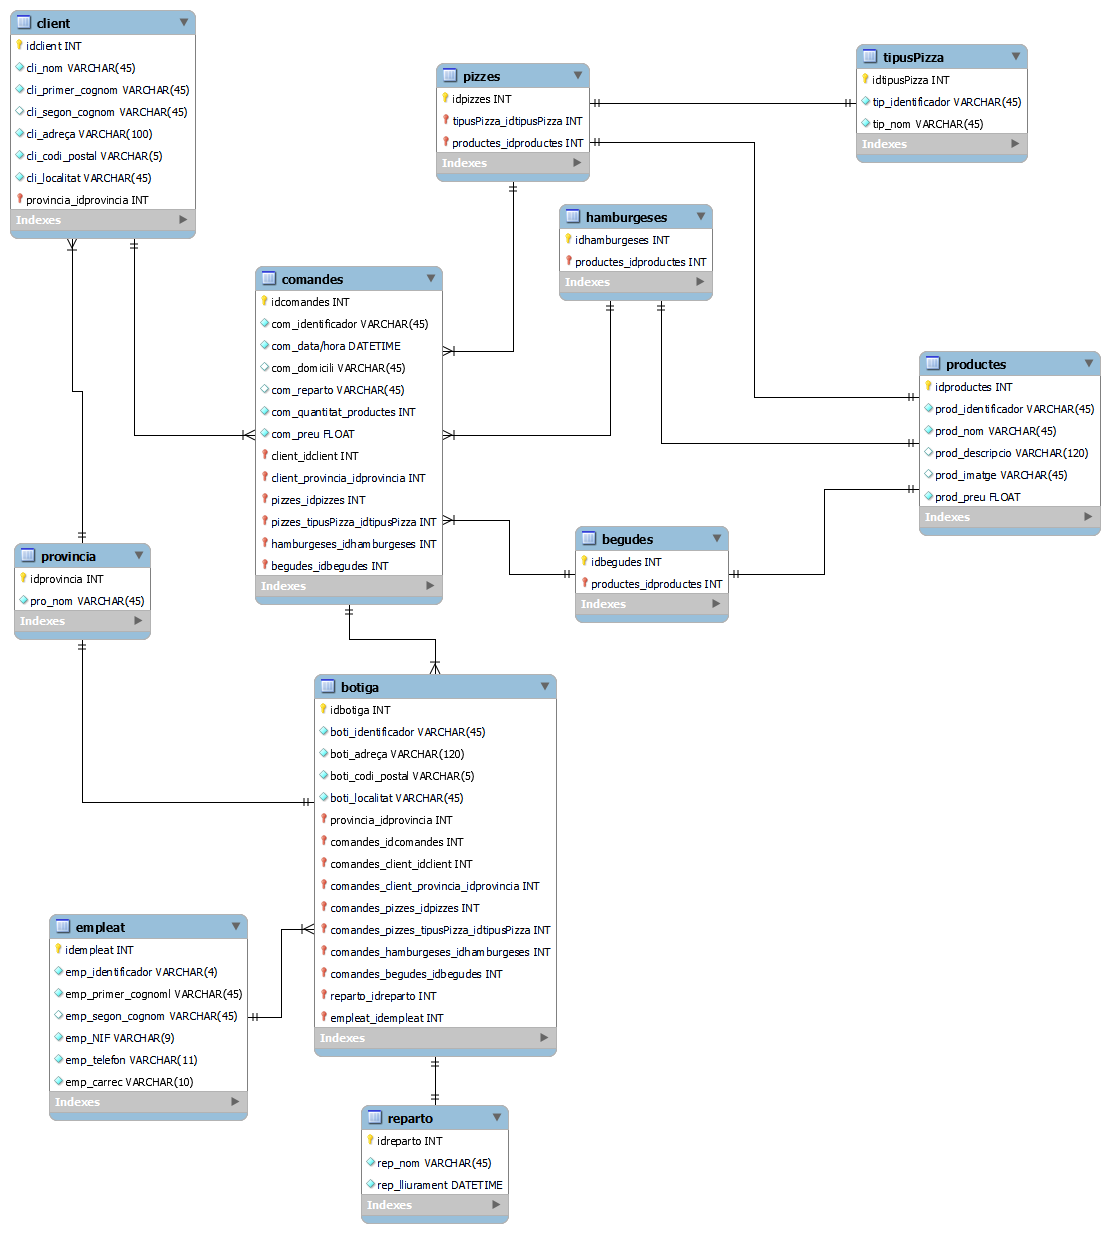 client
idclient INT
cli_nom VARCHAR(45)
cli_primer_cognom VARCHAR(45)
cli_segon_cognom VARCHAR(45)
cli_adreça VARCHAR(100)
cli_codi_postal VARCHAR(5)
cli_localitat VARCHAR(45)
provincia_idprovincia INT
Indexes
pizzes
idpizzes INT
tipusPizza_idtipusPizza INT
productes_idproductes INT
Indexes
tipusPizza
idtipusPizza INT
tip_identificador VARCHAR(45)
tip_nom VARCHAR(45)
Indexes
hamburgeses
idhamburgeses INT
productes_idproductes INT
Indexes
comandes
idcomandes INT
com_identificador VARCHAR(45)
com_data/hora DATETIME
com_domicili VARCHAR(45)
com_reparto VARCHAR(45)
com_quantitat_productes INT
com_preu FLOAT
client_idclient INT
client_provincia_idprovincia INT
pizzes_idpizzes INT
pizzes_tipusPizza_idtipusPizza INT
hamburgeses_idhamburgeses INT
begudes_idbegudes INT
Indexes
productes
idproductes INT
prod_identificador VARCHAR(45)
prod_nom VARCHAR(45)
prod_descripcio VARCHAR(120)
prod_imatge VARCHAR(45)
prod_preu FLOAT
Indexes
begudes
idbegudes INT
productes_idproductes INT
Indexes
provincia
idprovincia INT
pro_nom VARCHAR(45)
Indexes
botiga
idbotiga INT
boti_identificador VARCHAR(45)
boti_adreça VARCHAR(120)
boti_codi_postal VARCHAR(5)
boti_localitat VARCHAR(45)
provincia_idprovincia INT
comandes_idcomandes INT
comandes_client_idclient INT
comandes_client_provincia_idprovincia INT
comandes_pizzes_idpizzes INT
comandes_pizzes_tipusPizza_idtipusPizza INT
comandes_hamburgeses_idhamburgeses INT
comandes_begudes_idbegudes INT
reparto_idreparto INT
empleat_idempleat INT
Indexes
empleat
idempleat INT
emp_identificador VARCHAR(4)
emp_primer_cognoml VARCHAR(45)
emp_segon_cognom VARCHAR(45)
emp_NIF VARCHAR(9)
emp_telefon VARCHAR(11)
emp_carrec VARCHAR(10)
Indexes
reparto
idreparto INT
rep_nom VARCHAR(45)
rep_lliurament DATETIME
Indexes